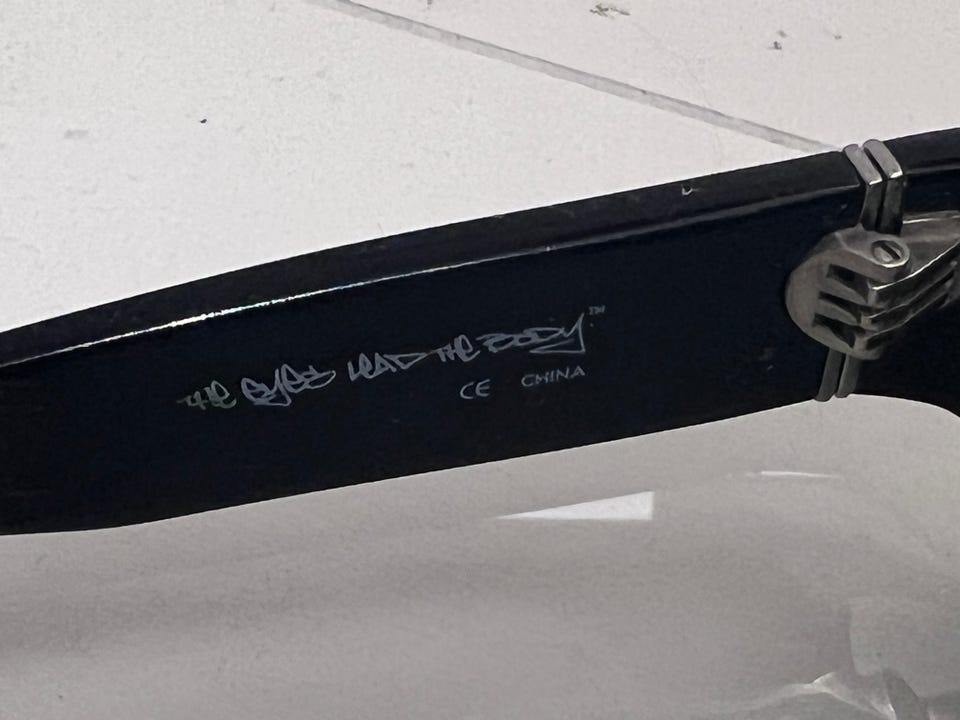 THE EYES LEAD THE BODY™
CE CHINA